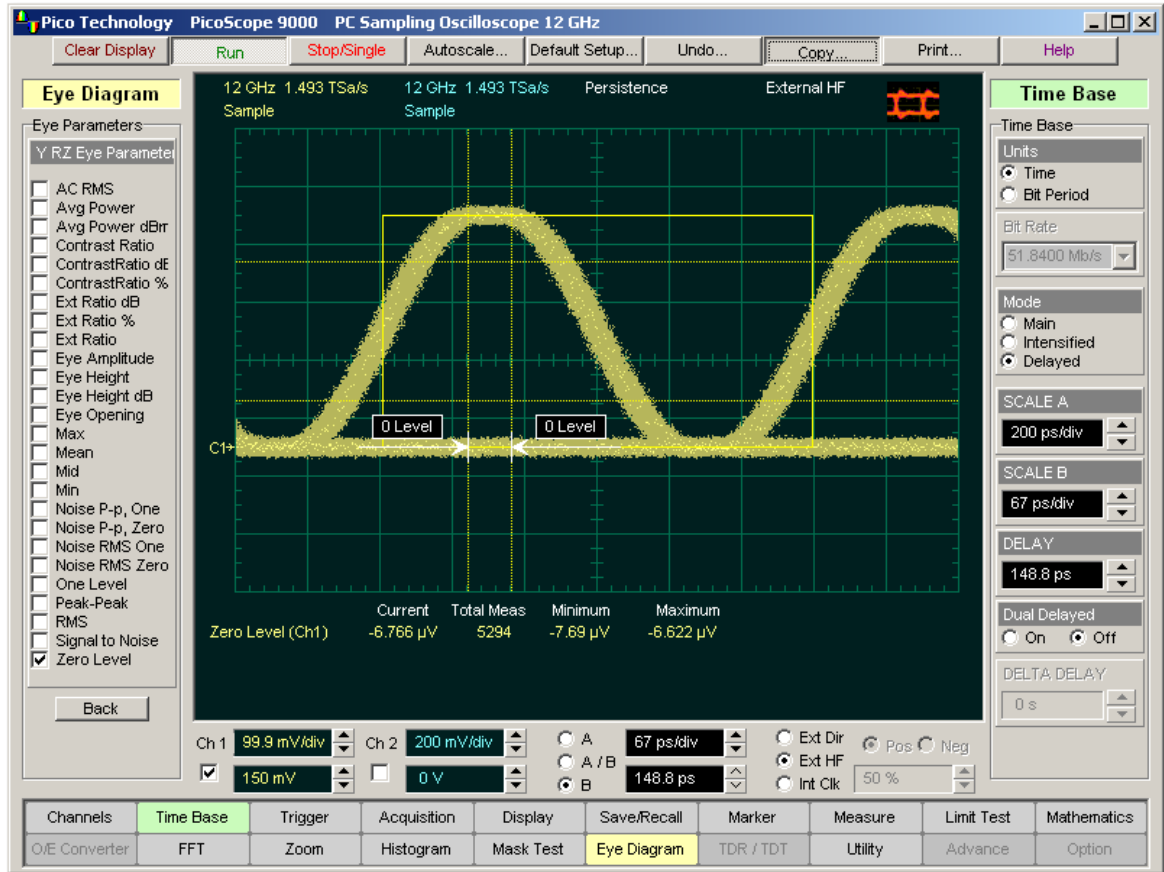 Pico Technology PicoScope 9000 PC Sampling Oscilloscope 12 GHz
Clear Display Run Stop/Single Autoscale... Default Setup... Undo... Copy... Print... Help
Eye Diagram
Eye Parameters
Y RZ Eye Parameter
AC RMS
Avg Power
Avg Power dBm
Contrast Ratio
ContrastRatio dE
ContrastRatio %
Ext Ratio dB
Ext Ratio %
Ext Ratio
Eye Amplitude
Eye Height
Eye Height dB
Eye Opening
Max
Mean
Mid
Min
Noise P-p, One
Noise P-p, Zero
Noise RMS One
Noise RMS Zero
One Level
Peak-Peak
RMS
Signal to Noise
Zero Level
Back
12 GHz 1.493 TSa/s 12 GHz 1.493 TSa/s Persistence External HF
Sample Sample
0 Level 0 Level
C1
Current Total Meas Minimum Maximum
Zero Level (Ch1) -6.766 µV 5294 -7.69 µV -6.622 µV
Time Base
Time Base
Units
Time
Bit Period
Bit Rate
51.8400 Mb/s
Mode
Main
Intensified
Delayed
SCALE A
200 ps/div
SCALE B
67 ps/div
DELAY
148.8 ps
Dual Delayed
On Off
DELTA DELAY
0 s
Ch 1 99.9 mV/div Ch 2 200 mV/div A 67 ps/div Ext Dir Pos Neg
A / B Ext HF
150 mV 0 V B 148.8 ps Int Clk 50 %
Channels Time Base Trigger Acquisition Display Save/Recall Marker Measure Limit Test Mathematics
O/E Converter FFT Zoom Histogram Mask Test Eye Diagram TDR / TDT Utility Advance Option